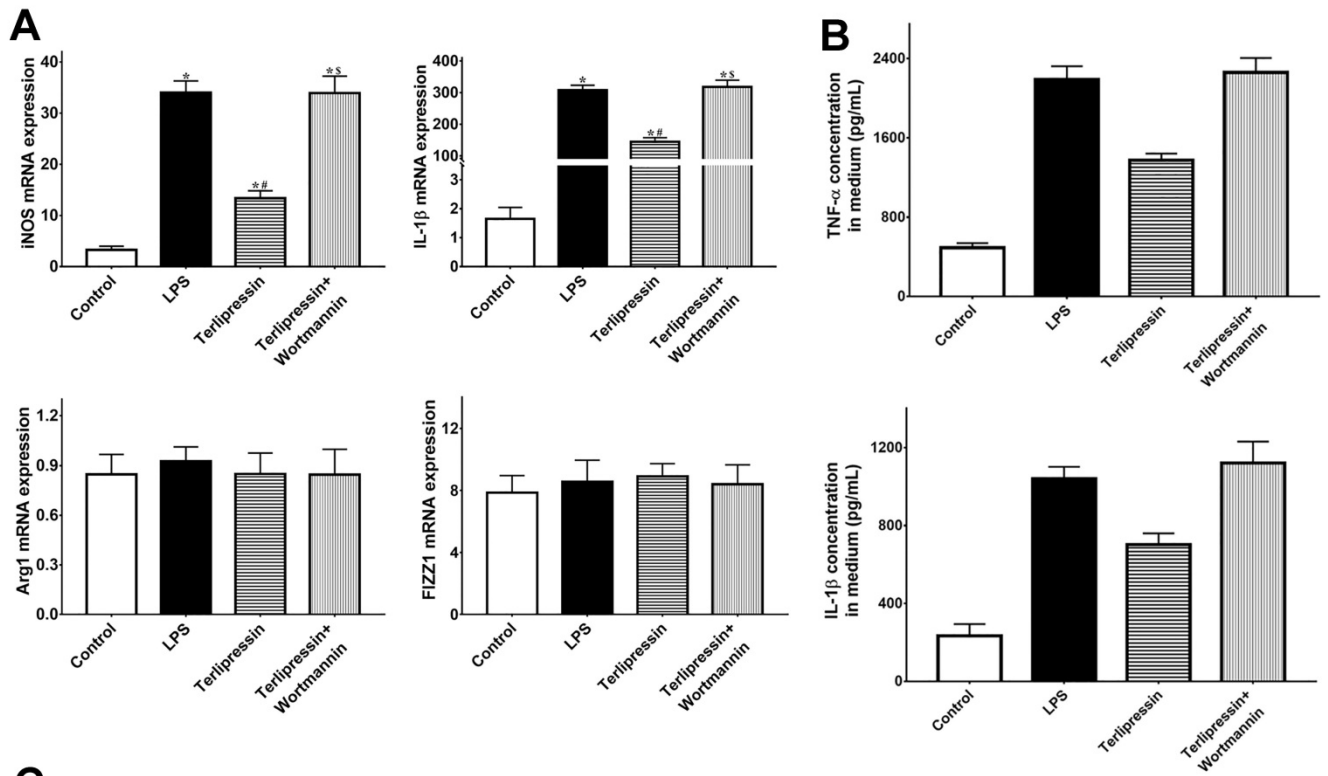 A
iNOS mRNA expression
40
30
20
10
0
*
*#
*$
Control
LPS
Terlipressin
Terlipressin+
Wortmannin
IL-1β mRNA expression
400
300
200
100
3
2
1
0
*
*#
*$
Control
LPS
Terlipressin
Terlipressin+
Wortmannin
B
TNF-α concentration
in medium (pg/mL)
2400
1600
800
0
Control
LPS
Terlipressin
Terlipressin+
Wortmannin
Arg1 mRNA expression
1.2
0.9
0.6
0.3
0.0
Control
LPS
Terlipressin
Terlipressin+
Wortmannin
FIZZ1 mRNA expression
12
8
4
0
Control
LPS
Terlipressin
Terlipressin+
Wortmannin
IL-1β concentration
in medium (pg/mL)
1200
800
400
0
Control
LPS
Terlipressin
Terlipressin+
Wortmannin